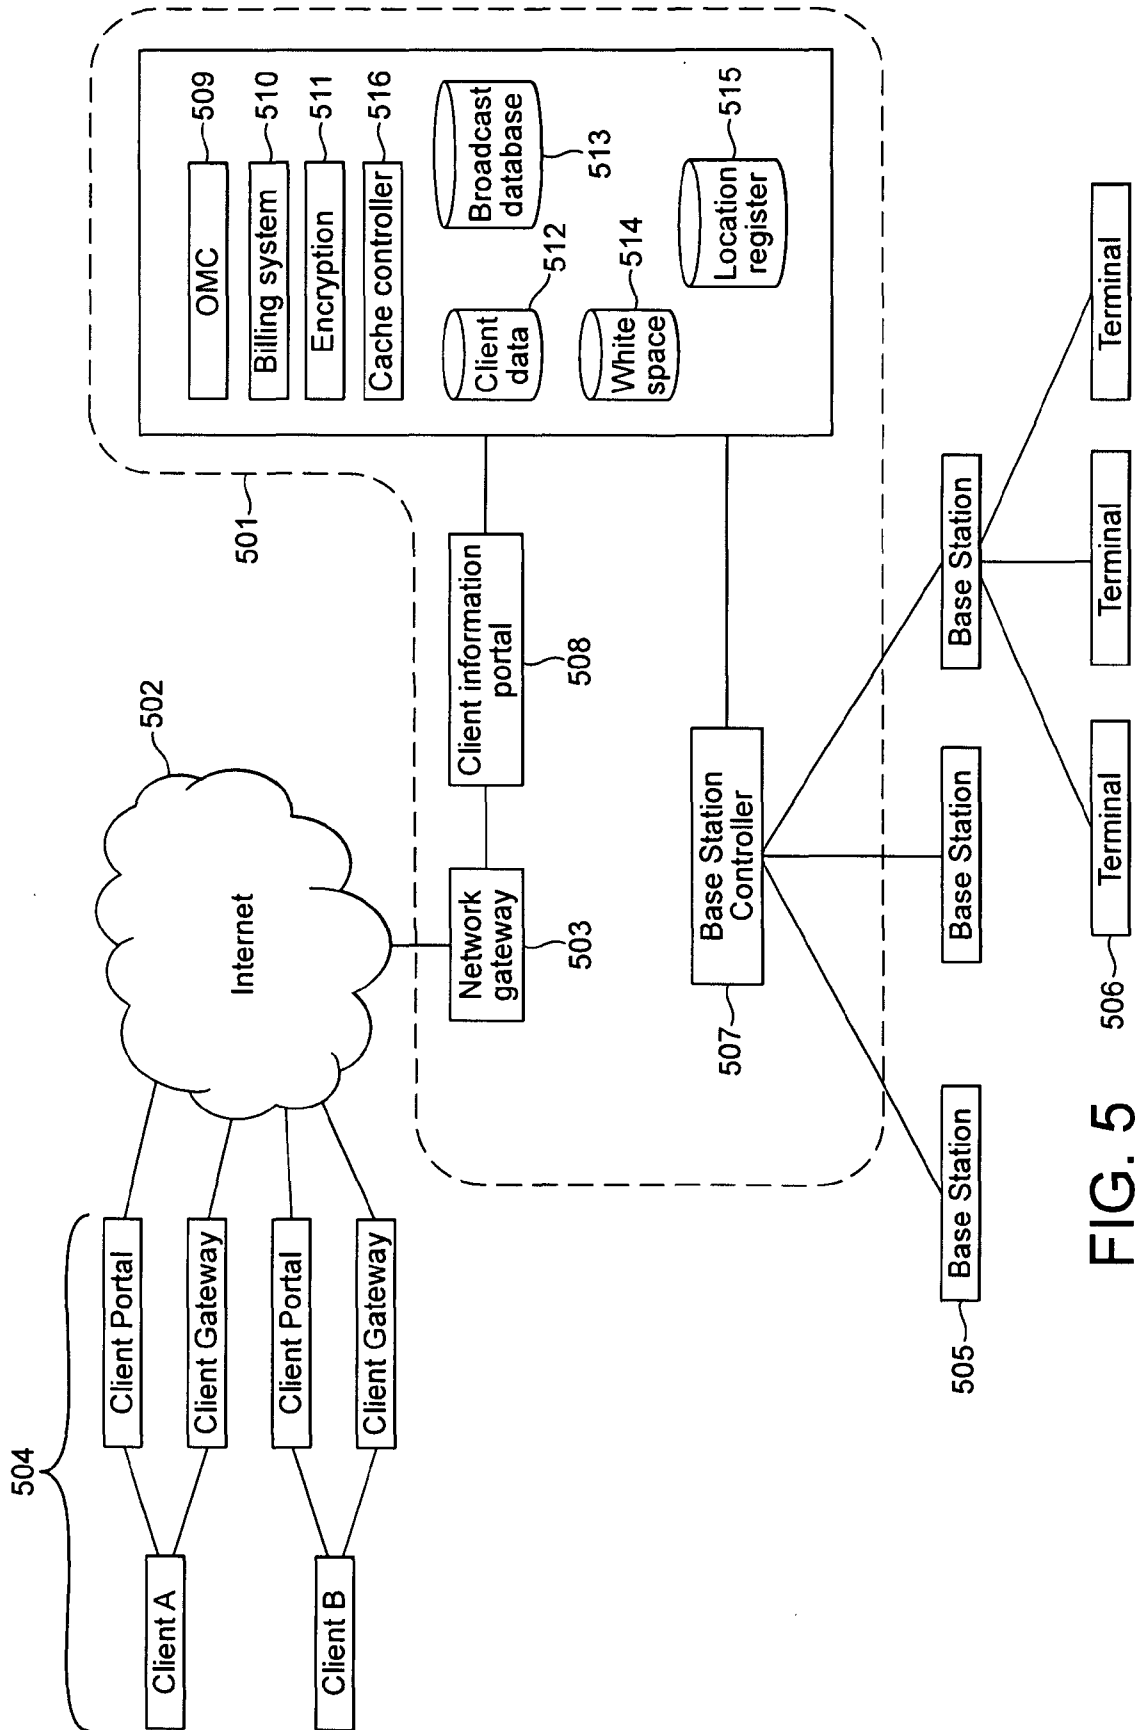 504
Client A
Client B
Client Portal
Client Gateway
Client Portal
Client Gateway
Internet
502
501
Network
gateway
503
Client information
portal
508
OMC
509
Billing system
510
Encryption
511
Cache controller
516
Client
data
512
Broadcast
database
513
White
space
514
Location
register
515
Base Station
Controller
507
Base Station
505
Base Station
Base Station
Terminal
506
Terminal
Terminal
FIG. 5